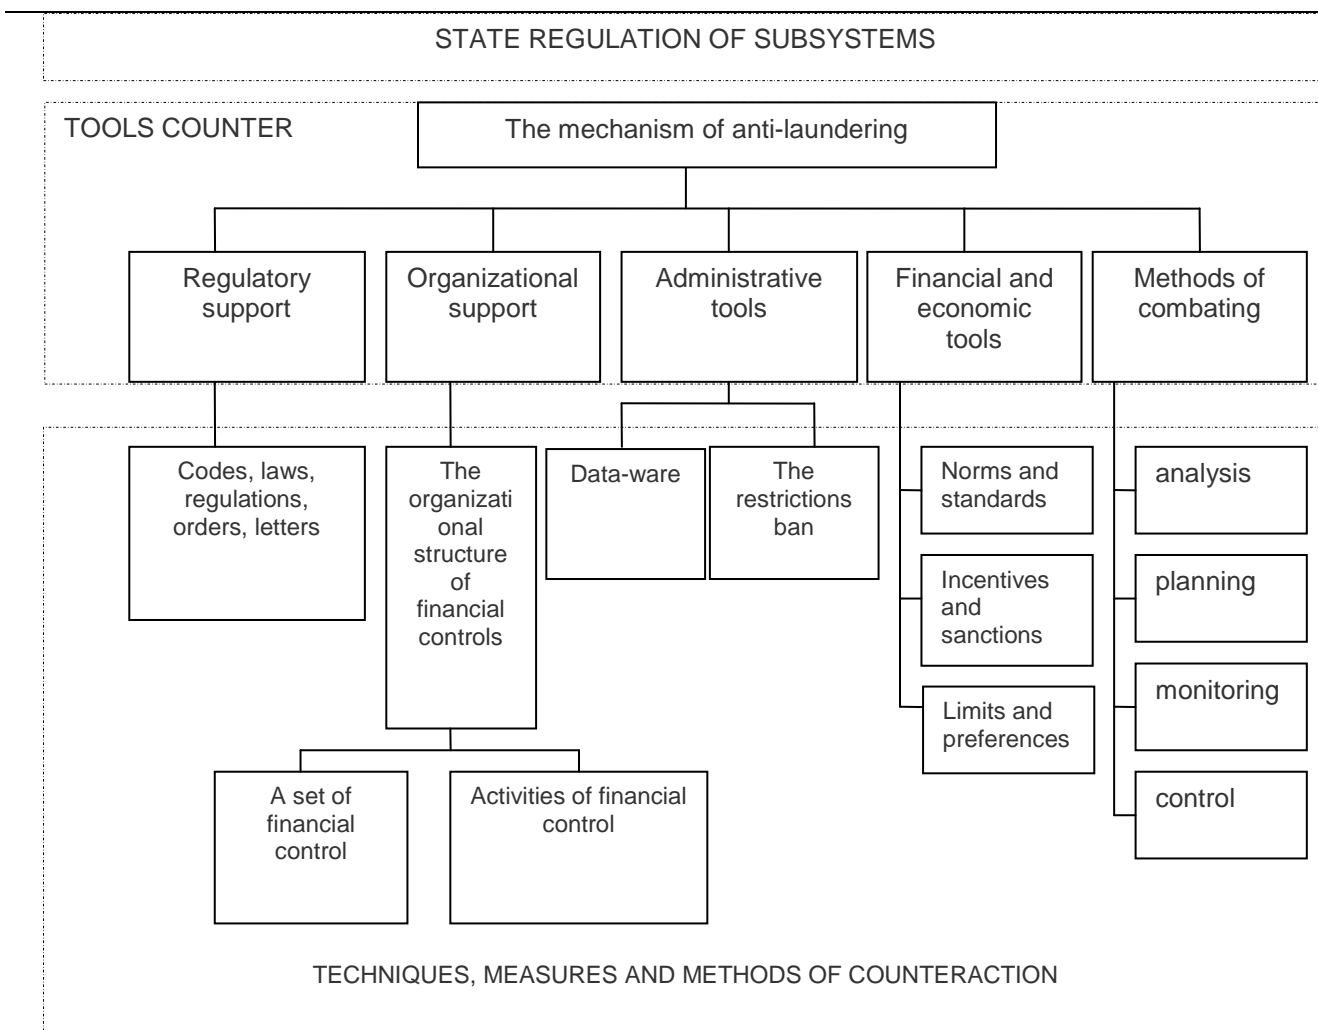 STATE REGULATION OF SUBSYSTEMS
TOOLS COUNTER
The mechanism of anti-laundering
Regulatory
support
Organizational
support
Administrative
tools
Financial and
economic
tools
Methods of
combating
Codes, laws,
regulations,
orders, letters
The
organizati
onal
structure
of
financial
controls
Data-ware
The
restrictions
ban
Norms and
standards
Incentives
and
sanctions
Limits and
preferences
analysis
planning
monitoring
control
A set of
financial
control
Activities of financial
control
TECHNIQUES, MEASURES AND METHODS OF COUNTERACTION